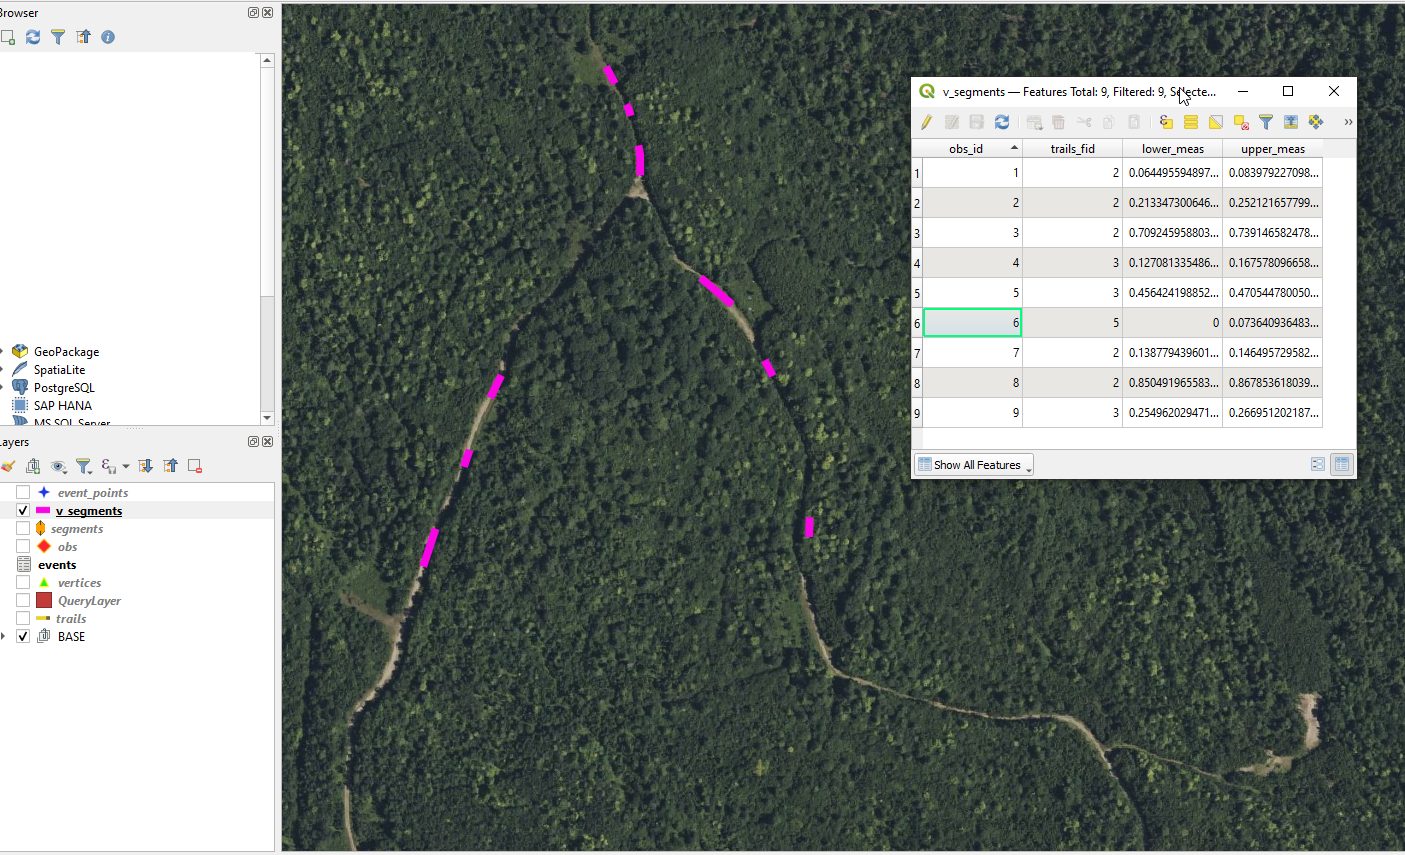 Browser
GeoPackage
SpatiaLite
PostgreSQL
SAP HANA
MS SQL Server
Layers
event_points
v_segments
segments
obs
events
vertices
QueryLayer
trails
BASE
v_segments — Features Total: 9, Filtered: 9, Selecte...
obs_id trails_fid lower_meas upper_meas
1 1 2 0.064495594897... 0.083979227098...
2 2 2 0.213347300646... 0.252121657799...
3 3 2 0.709245958803... 0.739146582478...
4 4 3 0.127081335486... 0.167578096658...
5 5 3 0.456424198852... 0.470544780050...
6 6 5 0 0.073640936483...
7 7 2 0.138779439601... 0.146495729582...
8 8 2 0.850491965583... 0.867853618039...
9 9 3 0.254962029471... 0.266951202187...
Show All Features